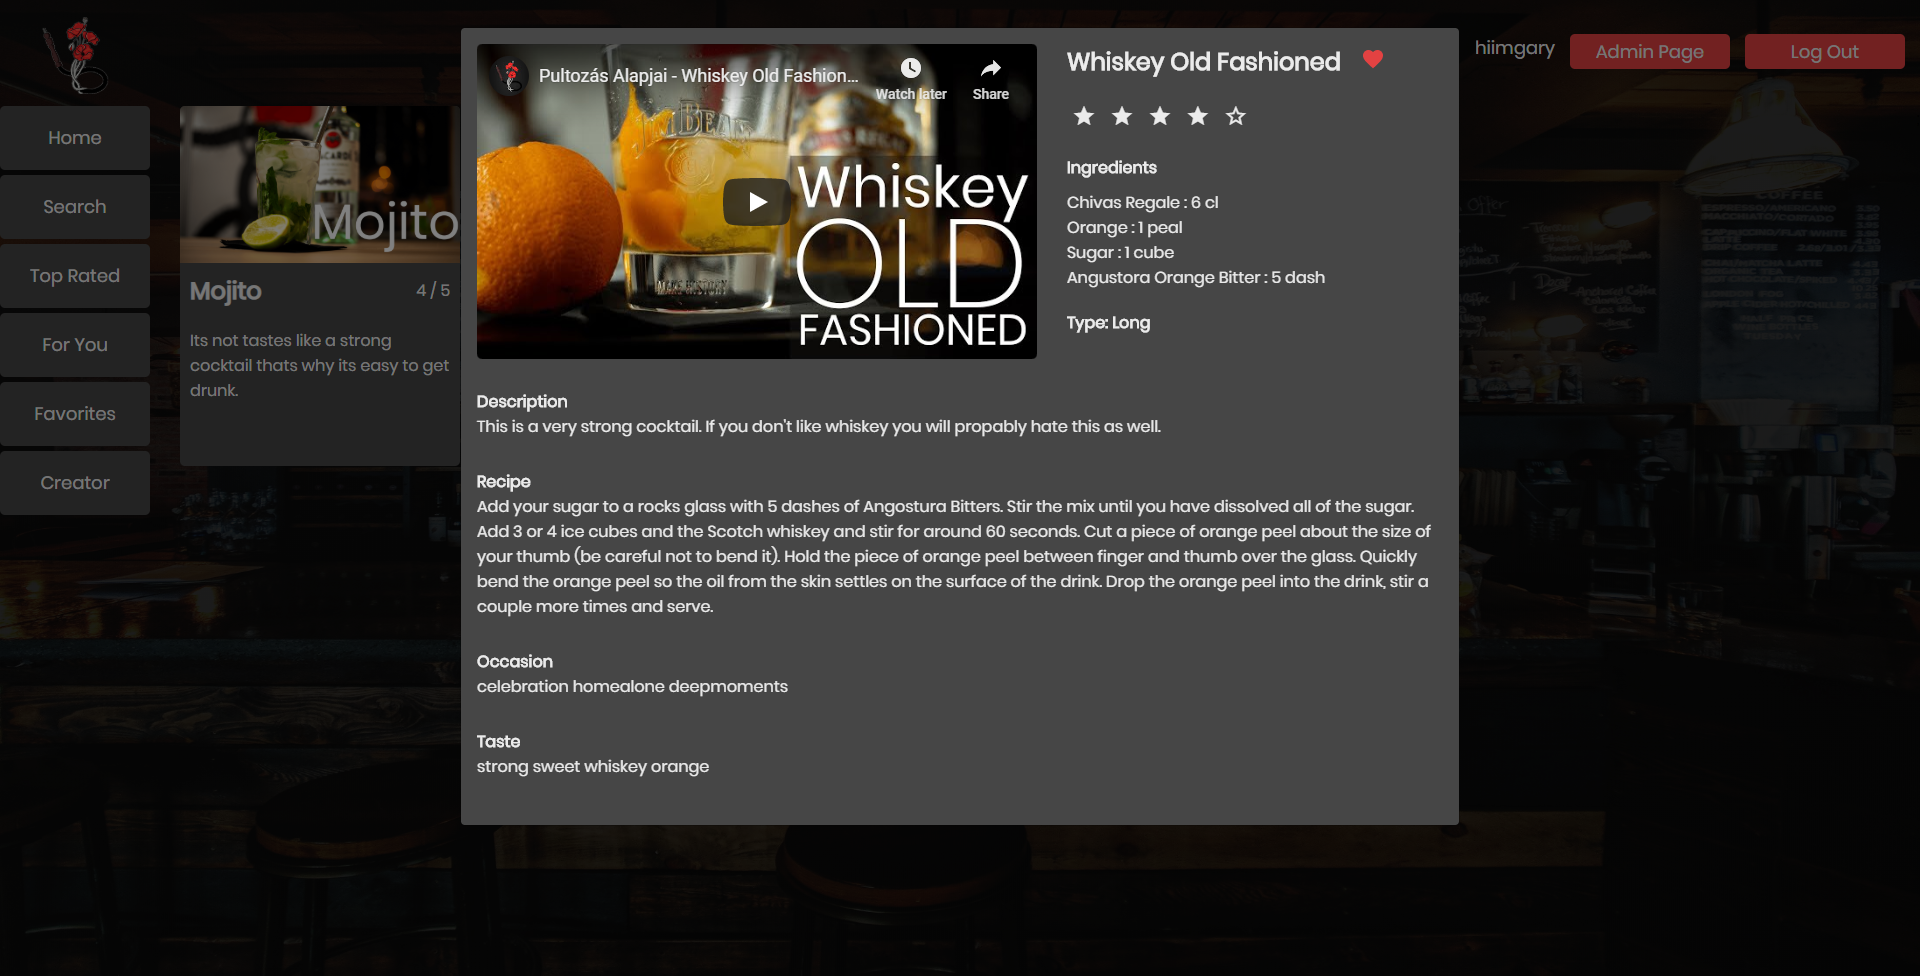 hiimgary
Admin Page
Log Out
Home
Search
Top Rated
For You
Favorites
Creator
Mojito
Mojito
4 / 5
Its not tastes like a strong
cocktail thats why its easy to get
drunk.
Pultozás Alapjai - Whiskey Old Fashion...
Watch later
Share
Whiskey
OLD
FASHIONED
Whiskey Old Fashioned
Ingredients
Chivas Regale : 6 cl
Orange : 1 peal
Sugar : 1 cube
Angustora Orange Bitter : 5 dash
Type: Long
Description
This is a very strong cocktail. If you don't like whiskey you will propably hate this as well.
Recipe
Add your sugar to a rocks glass with 5 dashes of Angostura Bitters. Stir the mix until you have dissolved all of the sugar.
Add 3 or 4 ice cubes and the Scotch whiskey and stir for around 60 seconds. Cut a piece of orange peel about the size of
your thumb (be careful not to bend it). Hold the piece of orange peel between finger and thumb over the glass. Quickly
bend the orange peel so the oil from the skin settles on the surface of the drink. Drop the orange peel into the drink, stir a
couple more times and serve.
Occasion
celebration homealone deepmoments
Taste
strong sweet whiskey orange
COFFEE